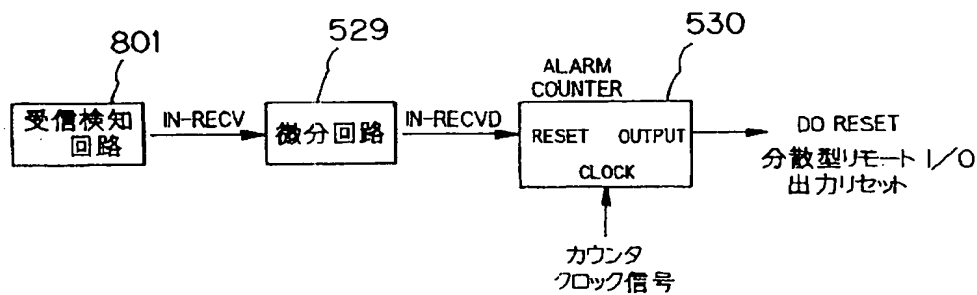 801
529
530
ALARM
COUNTER
受信検知
回路
IN-RECV
微分回路
IN-RECVD
RESET OUTPUT
CLOCK
DO RESET
分散型リモート I/O
出力リセット
カウンタ
クロック信号